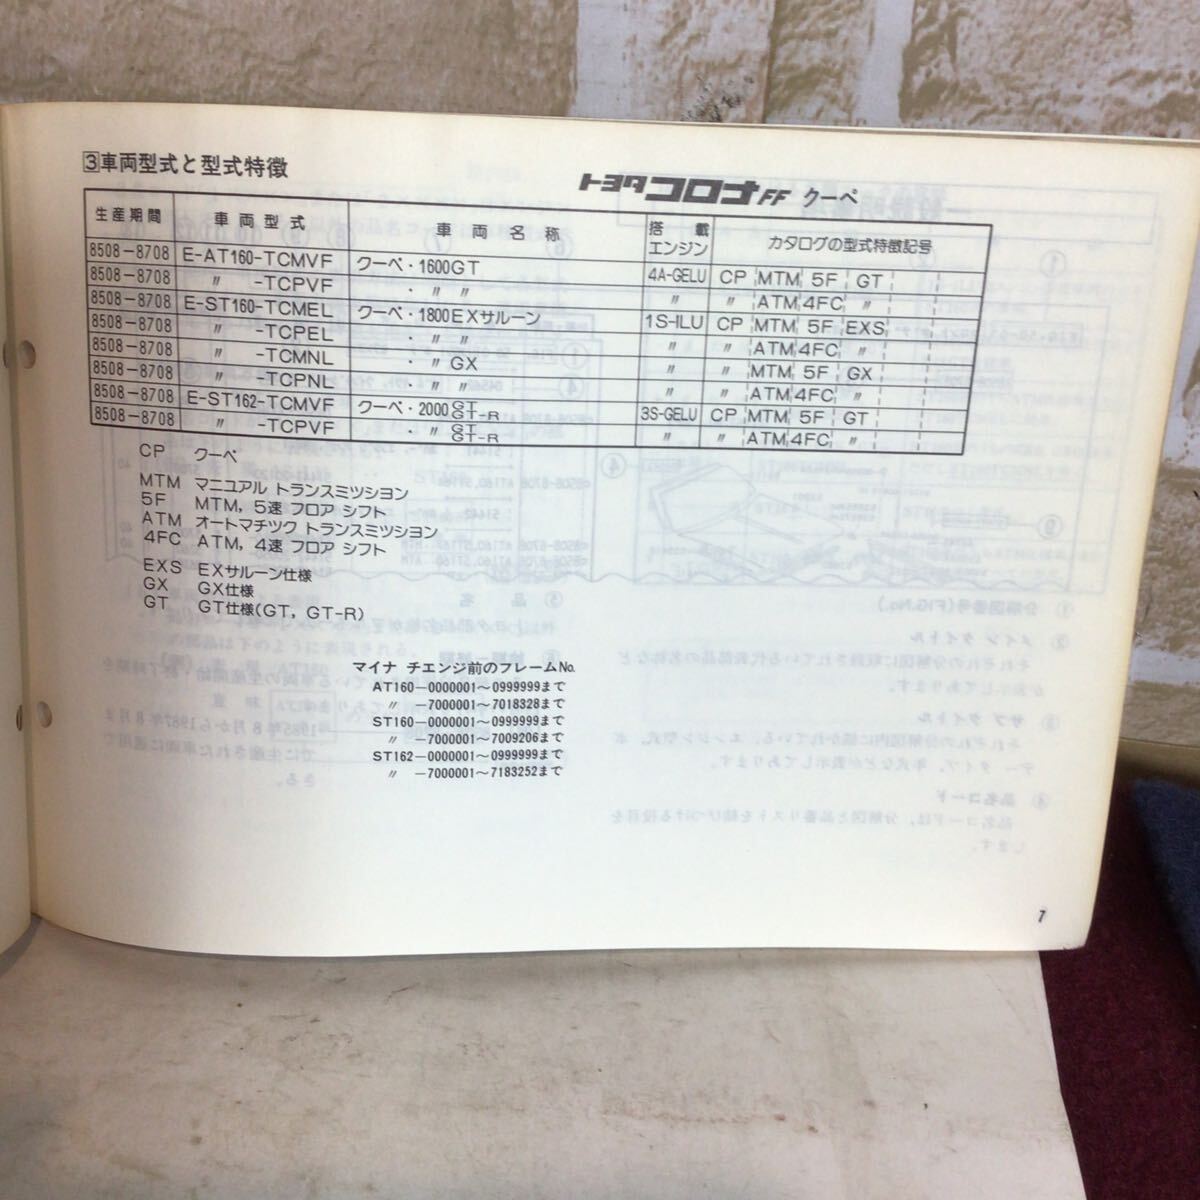 3車両型式と型式特徴
トヨタ コロナFF クーペ
生産期間 車両型式 車両名称 搭載エンジン カタログの型式特徴記号
8508-8708 E-AT160-TCMVF クーペ・1600GT 4A-GELU CP MTM 5F GT
8508-8708 〃 -TCPVF ・ 〃 〃 〃 〃 ATM 4FC 〃
8508-8708 E-ST160-TCMEL クーペ・1800EXサルーン 1S-ILU CP MTM 5F EXS
8508-8708 〃 -TCPEL ・ 〃 〃 〃 〃 ATM 4FC 〃
8508-8708 〃 -TCMNL ・ 〃 GX 〃 〃 MTM 5F GX
8508-8708 〃 -TCPNL ・ 〃 〃 〃 〃 ATM 4FC 〃
8508-8708 E-ST162-TCMVF クーペ・2000 GT GT-R 3S-GELU CP MTM 5F GT
8508-8708 〃 -TCPVF ・ 〃 GT GT-R 〃 〃 ATM 4FC 〃
CP クーペ
MTM マニユアル トランスミツシヨン
5F MTM, 5速 フロア シフト
ATM オートマチツク トランスミツシヨン
4FC ATM, 4速 フロア シフト
EXS EXサルーン仕様
GX GX仕様
GT GT仕様(GT, GT-R)
マイナ チエンジ前のフレームNo.
AT160-0000001～0999999まで
〃 -7000001～7018328まで
ST160-0000001～0999999まで
〃 -7000001～7009206まで
ST162-0000001～0999999まで
〃 -7000001～7183252まで
7